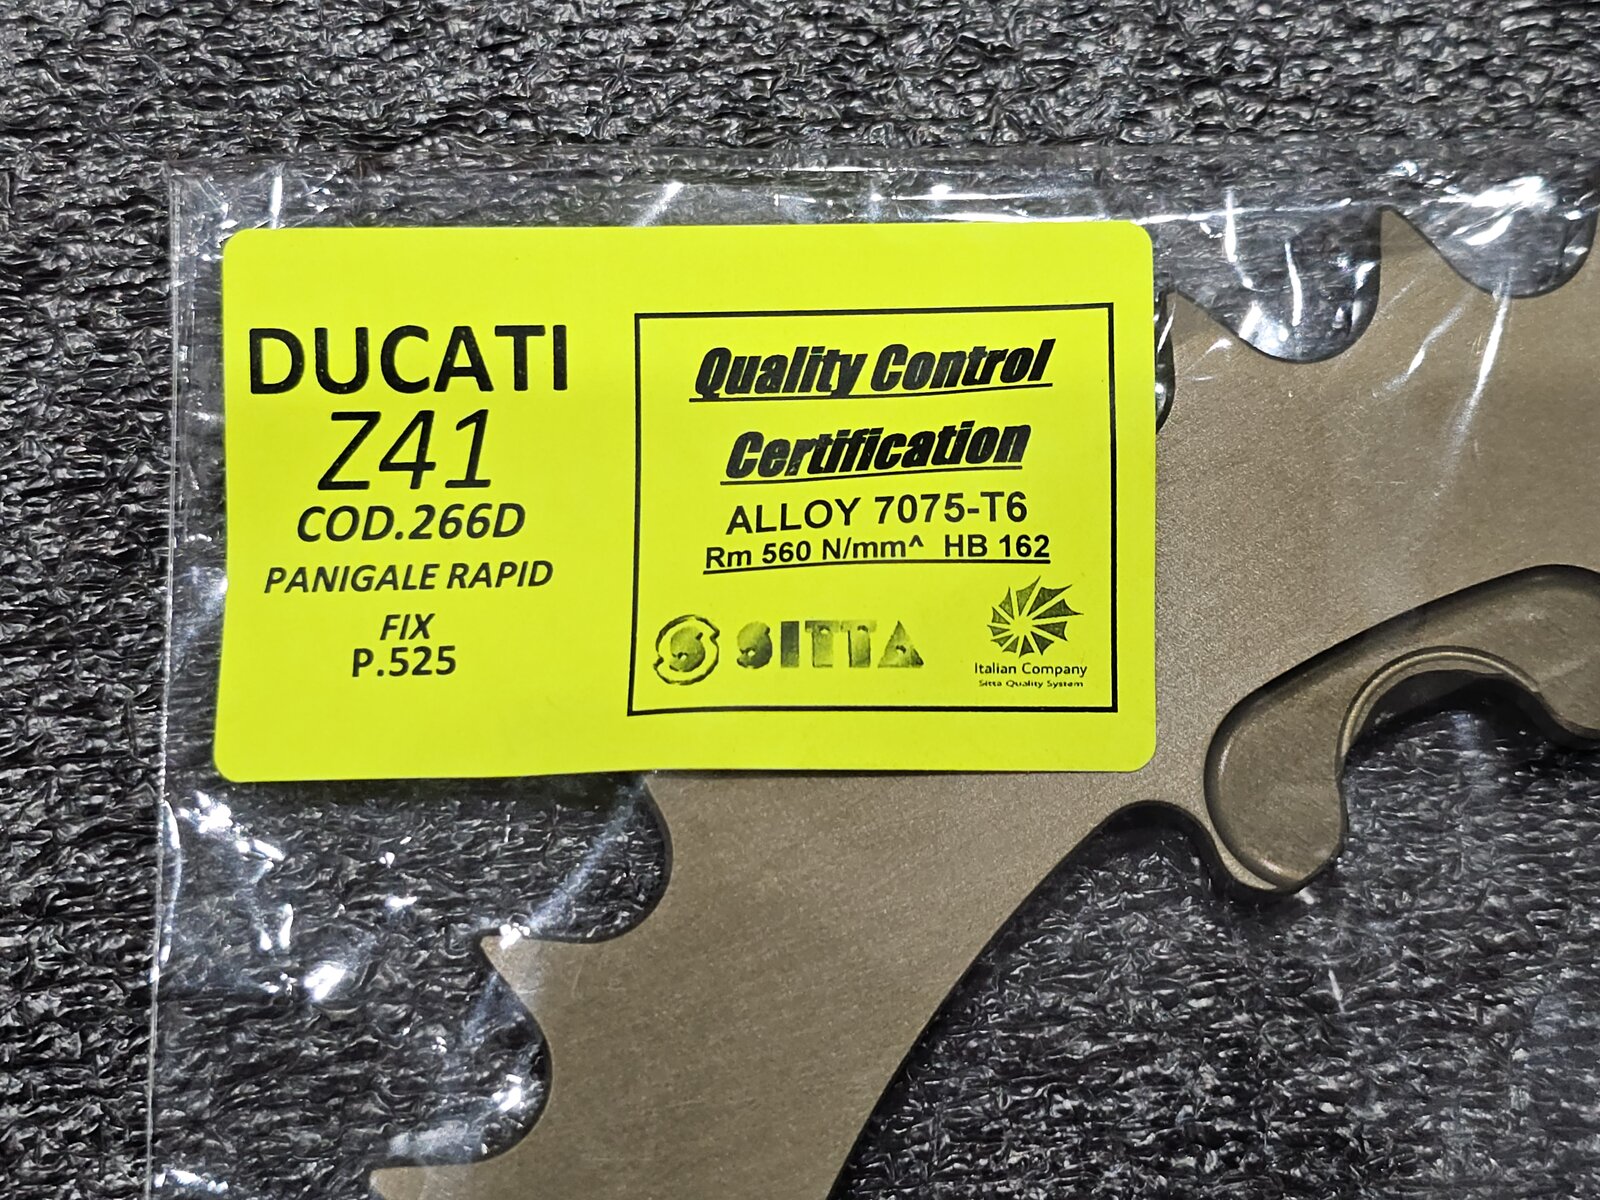 DUCATI
Z41
COD.266D
PANIGALE RAPID
FIX
P.525
Quality Control
Certification
ALLOY 7075-T6
Rm 560 N/mm^ HB 162
S SITTA
Italian Company
Sitta Quality System